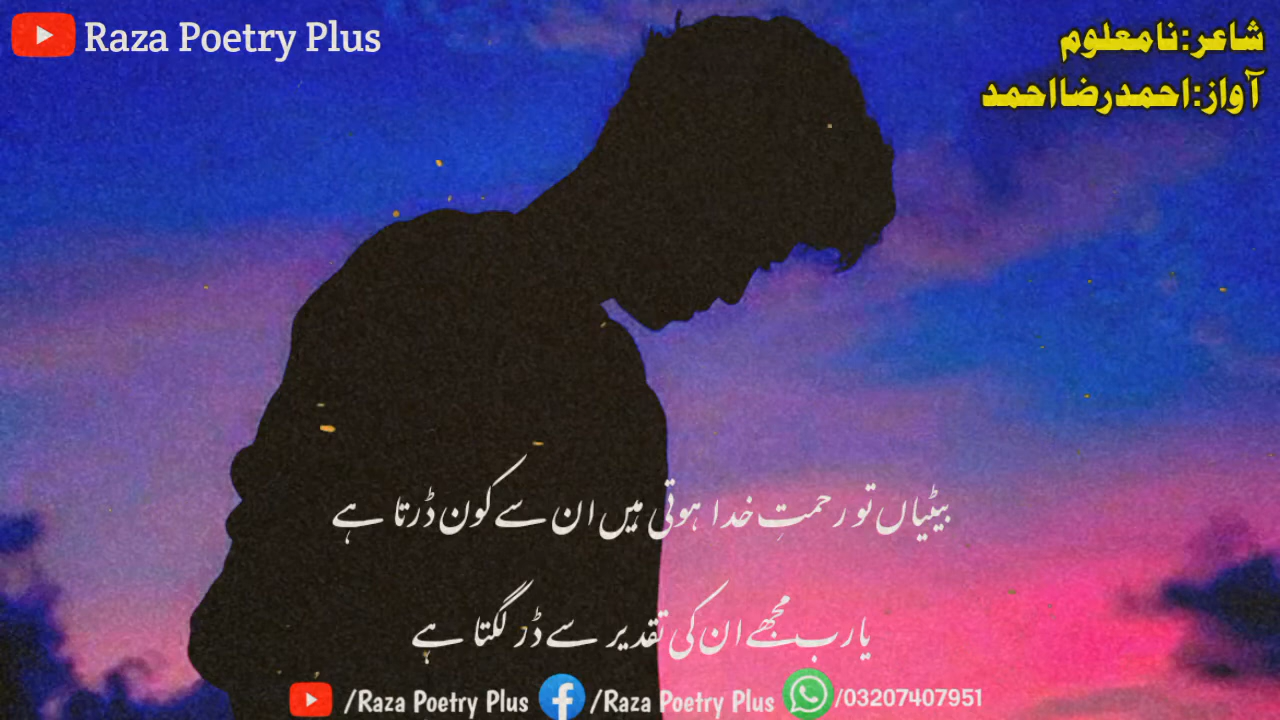 Raza Poetry Plus
شاعر:نامعلوم
آواز:احمدرضااحمد
بیٹیاں تو رحمتِ خدا ہوتی ہیں ان سے کون ڈرتا ہے
یارب مجھے ان کی تقدیر سے ڈر لگتا ہے
/Raza Poetry Plus /Raza Poetry Plus /03207407951